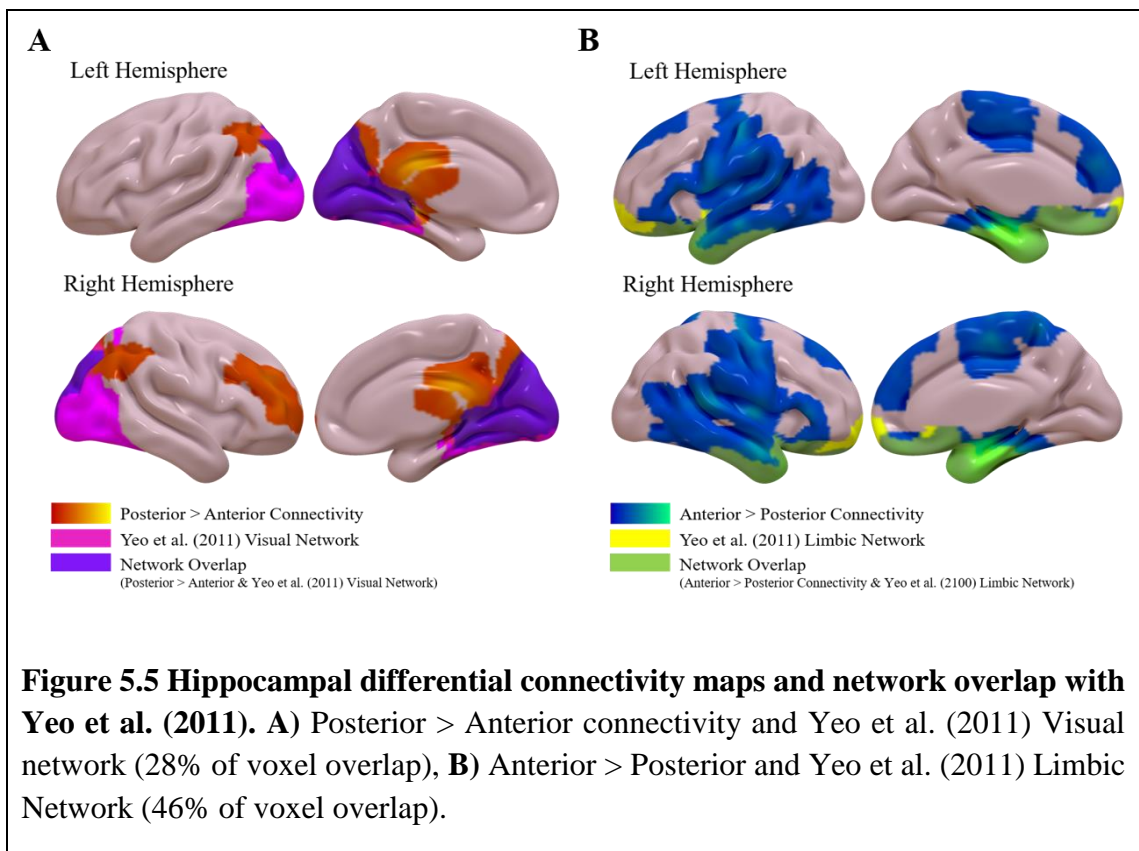 A
Left Hemisphere
Right Hemisphere
Posterior > Anterior Connectivity
Yeo et al. (2011) Visual Network
Network Overlap
(Posterior > Anterior & Yeo et al. (2011) Visual Network)
B
Left Hemisphere
Right Hemisphere
Anterior > Posterior Connectivity
Yeo et al. (2011) Limbic Network
Network Overlap
(Anterior > Posterior Connectivity & Yeo et al. (2100) Limbic Network)
Figure 5.5 Hippocampal differential connectivity maps and network overlap with
Yeo et al. (2011). A) Posterior > Anterior connectivity and Yeo et al. (2011) Visual
network (28% of voxel overlap), B) Anterior > Posterior and Yeo et al. (2011) Limbic
Network (46% of voxel overlap).